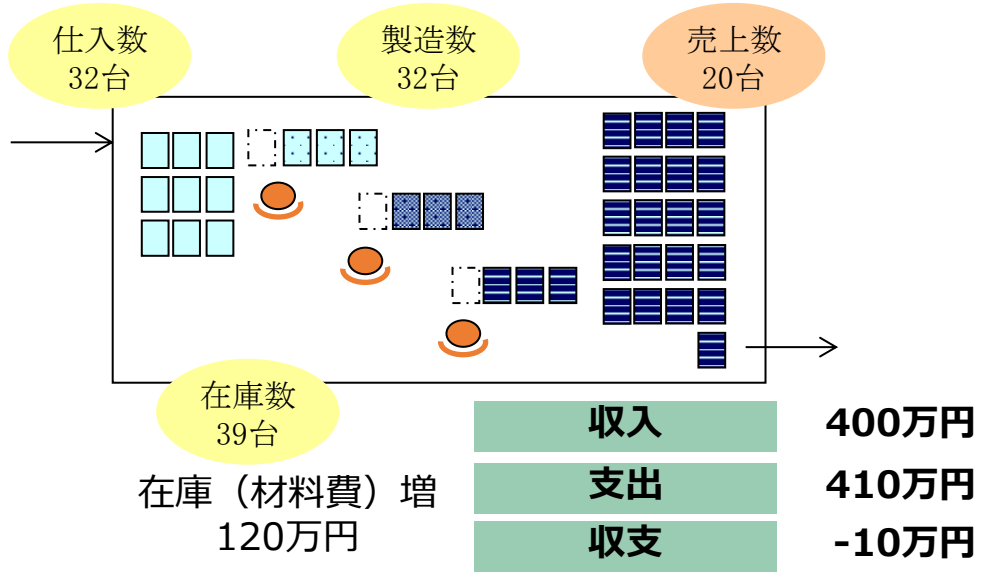 仕入数
32台
製造数
32台
売上数
20台
在庫数
39台
在庫（材料費）増
120万円
収入
400万円
支出
410万円
収支
-10万円